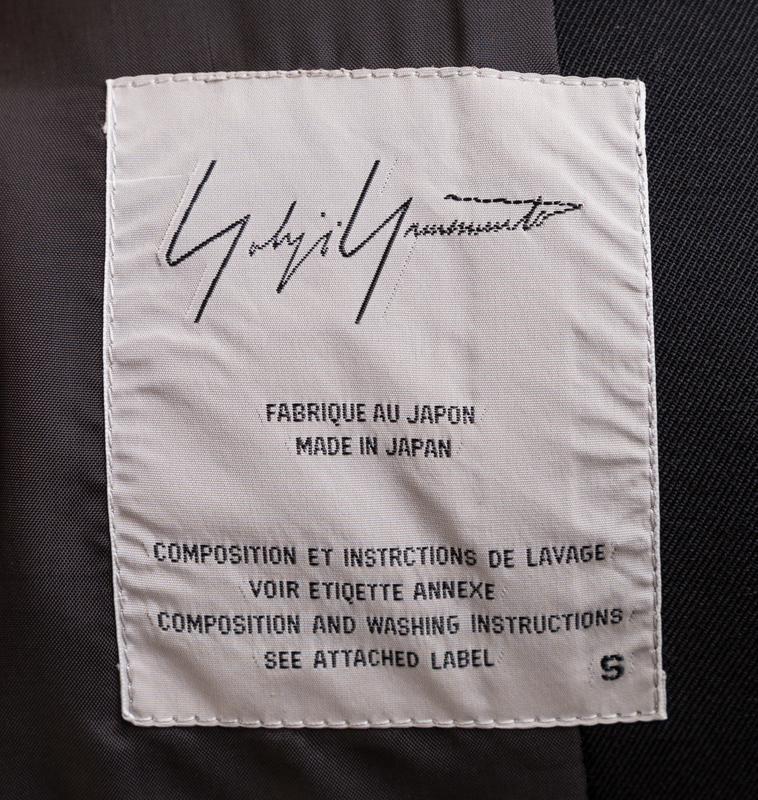 Yohji Yamamoto
FABRIQUE AU JAPON
MADE IN JAPAN
COMPOSITION ET INSTRCTIONS DE LAVAGE
VOIR ETIQETTE ANNEXE
COMPOSITION AND WASHING INSTRUCTIONS
SEE ATTACHED LABEL
S